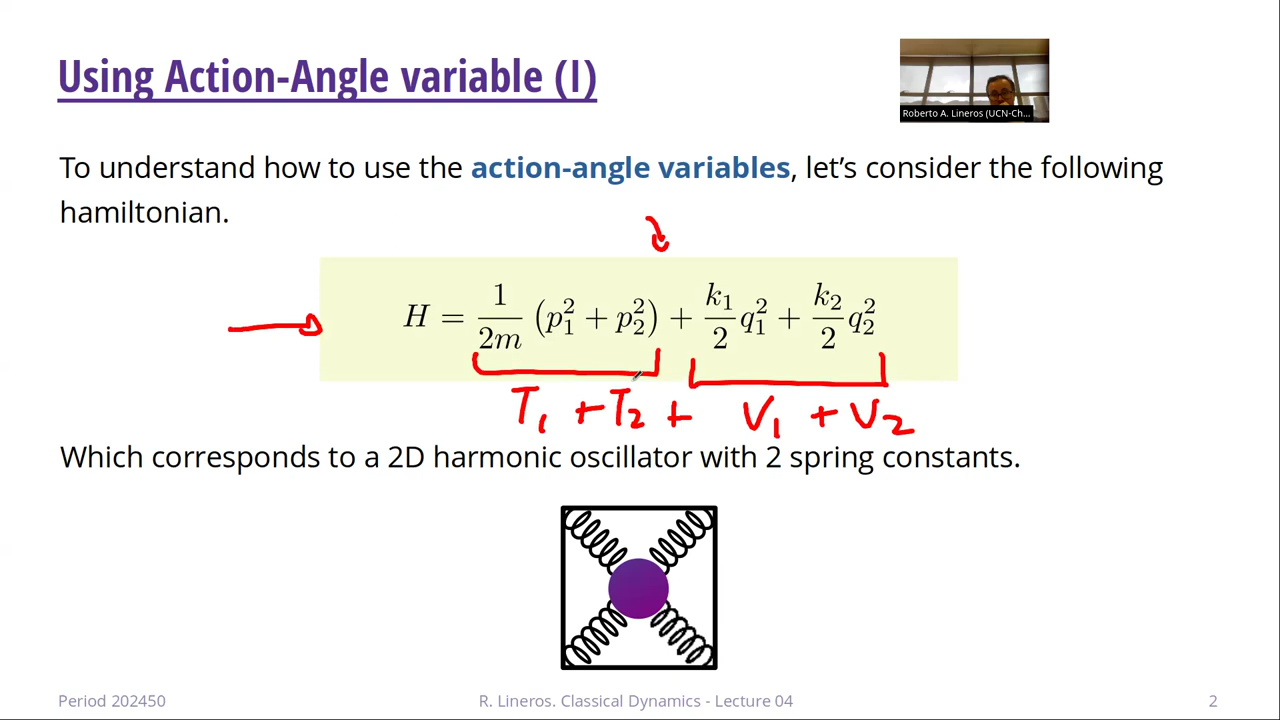 Using Action-Angle variable (I)
Roberto A. Lineros (UCN-Ch...
To understand how to use the action-angle variables, let's consider the following
hamiltonian.
H = \frac{1}{2m} (p_1^2 + p_2^2) + \frac{k_1}{2} q_1^2 + \frac{k_2}{2} q_2^2
T_1 + T_2 + V_1 + V_2
Which corresponds to a 2D harmonic oscillator with 2 spring constants.
Period 202450
R. Lineros. Classical Dynamics - Lecture 04
2